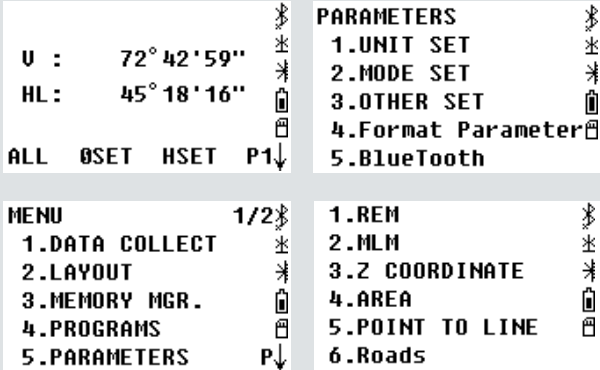 V : 72°42'59"
HL: 45°18'16"
ALL 0SET HSET P1↓
PARAMETERS
1.UNIT SET
2.MODE SET
3.OTHER SET
4.Format Parameter
5.BlueTooth
MENU 1/2
1.DATA COLLECT
2.LAYOUT
3.MEMORY MGR.
4.PROGRAMS
5.PARAMETERS P↓
1.REM
2.MLM
3.Z COORDINATE
4.AREA
5.POINT TO LINE
6.Roads